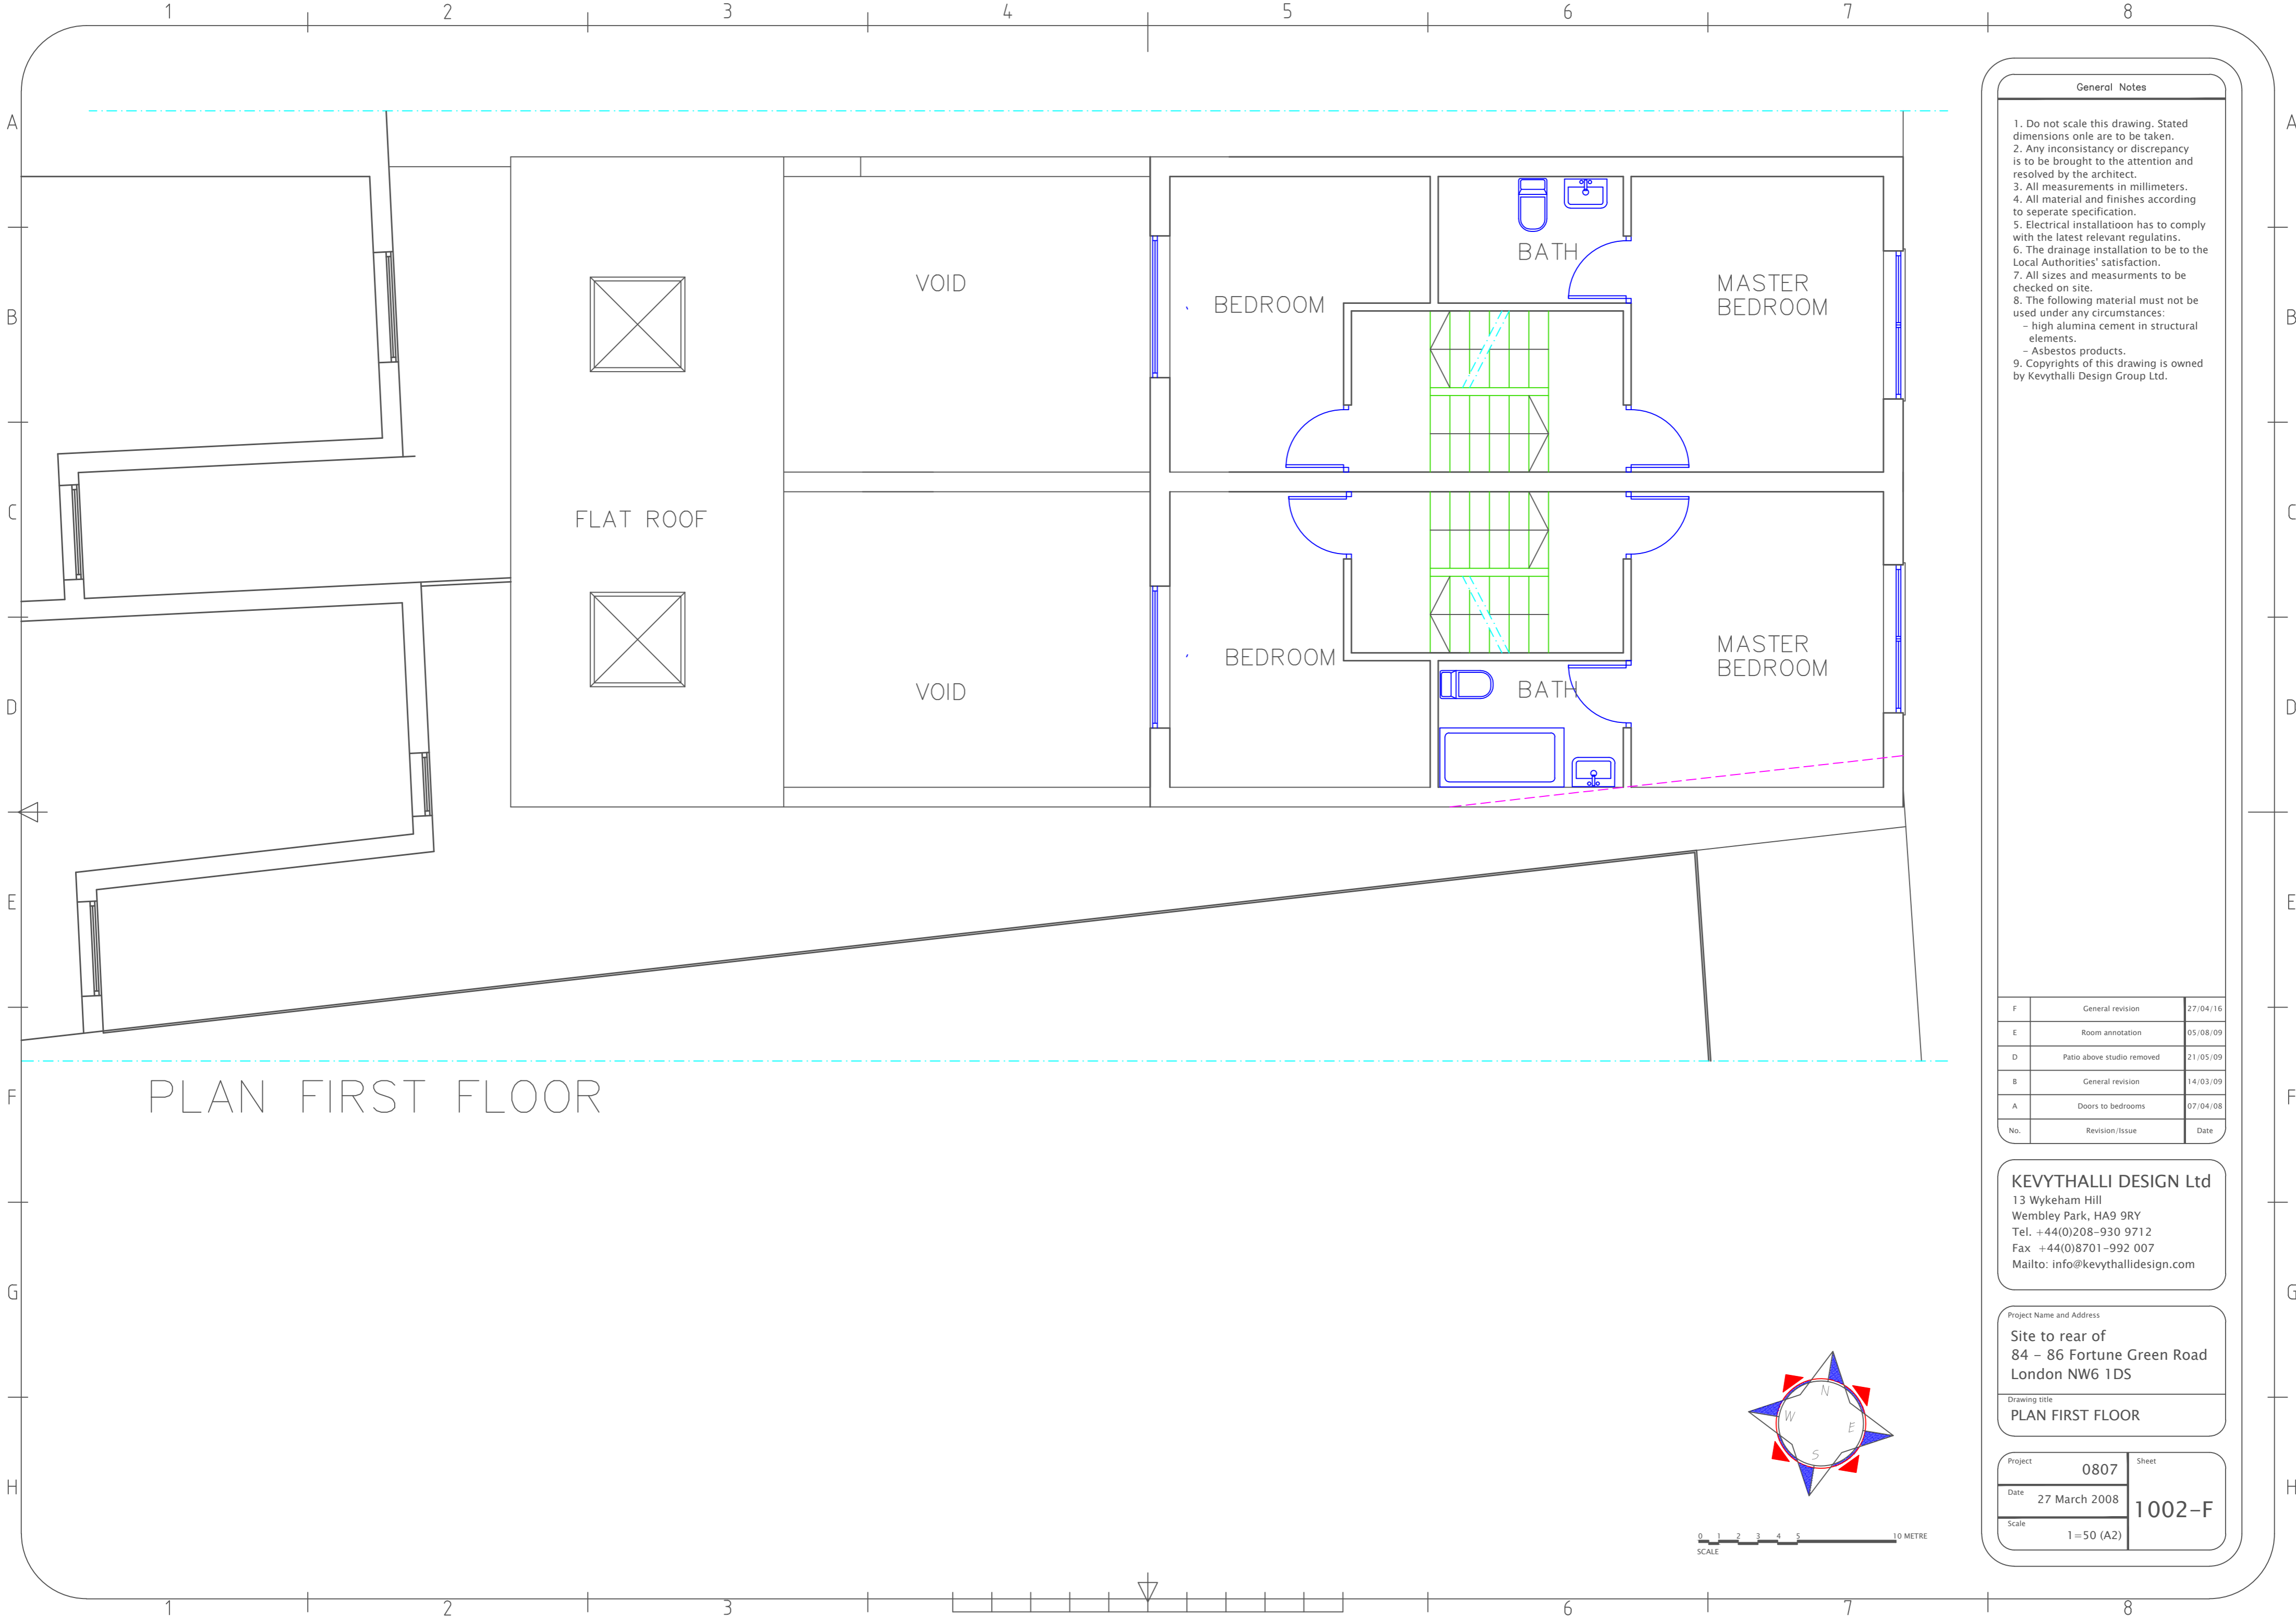 1 2 3 4 5 6 7 8
A A
B B
C C
D D
E E
F F
G G
H H
1 2 3 6 7 8
VOID
BEDROOM
BATH
MASTER
BEDROOM
FLAT ROOF
VOID
BEDROOM
BATH
MASTER
BEDROOM
PLAN FIRST FLOOR
N
W
E
S
0 1 2 3 4 5 10 METRE
SCALE
General Notes
1. Do not scale this drawing. Stated
dimensions onle are to be taken.
2. Any inconsistancy or discrepancy
is to be brought to the attention and
resolved by the architect.
3. All measurements in millimeters.
4. All material and finishes according
to seperate specification.
5. Electrical installatioon has to comply
with the latest relevant regulatins.
6. The drainage installation to be to the
Local Authorities' satisfaction.
7. All sizes and measurments to be
checked on site.
8. The following material must not be
used under any circumstances:
– high alumina cement in structural
elements.
– Asbestos products.
9. Copyrights of this drawing is owned
by Kevythalli Design Group Ltd.
F General revision 27/04/16
E Room annotation 05/08/09
D Patio above studio removed 21/05/09
B General revision 14/03/09
A Doors to bedrooms 07/04/08
No. Revision/Issue Date
KEVYTHALLI DESIGN Ltd
13 Wykeham Hill
Wembley Park, HA9 9RY
Tel. +44(0)208–930 9712
Fax +44(0)8701–992 007
Mailto: info@kevythallidesign.com
Project Name and Address
Site to rear of
84 – 86 Fortune Green Road
London NW6 1DS
Drawing title
PLAN FIRST FLOOR
Project
0807
Date
27 March 2008
Scale
1=50 (A2)
Sheet
1002–F